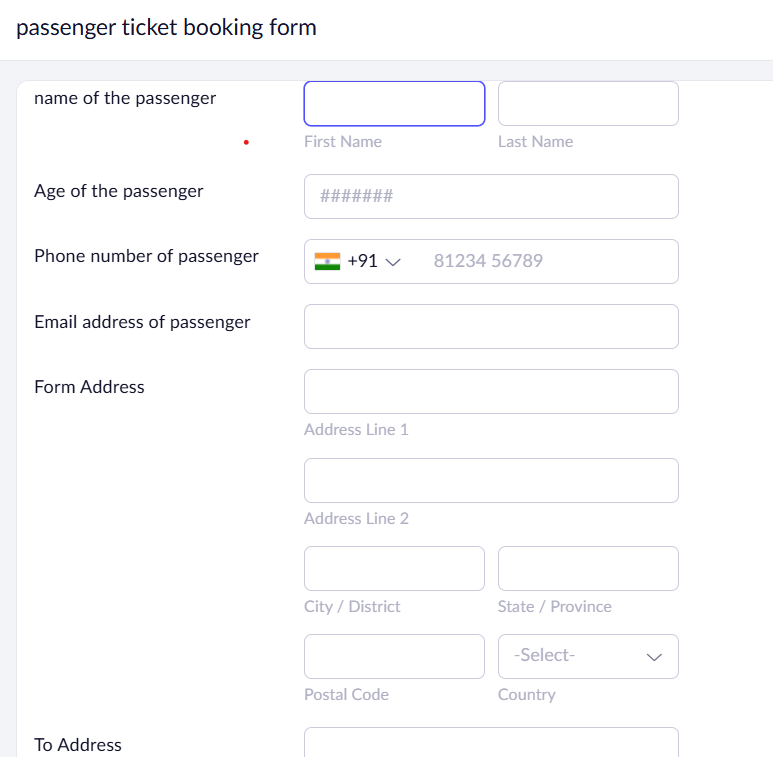 passenger ticket booking form
name of the passenger
First Name Last Name
Age of the passenger #######
Phone number of passenger +91 81234 56789
Email address of passenger
Form Address
Address Line 1
Address Line 2
City / District State / Province
-Select-
Postal Code Country
To Address